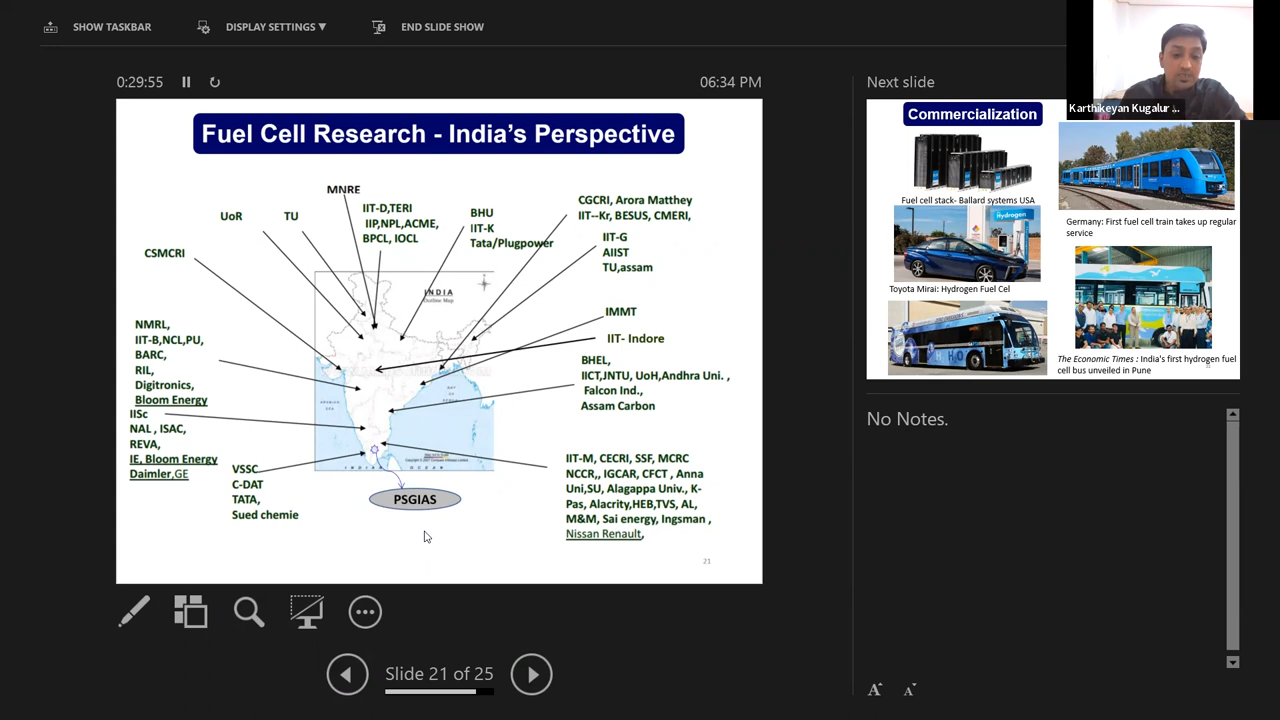 SHOW TASKBAR
DISPLAY SETTINGS ▼
END SLIDE SHOW
0:29:55
06:34 PM
Fuel Cell Research - India's Perspective
MNRE
UoR
TU
IIT-D,TERI
IIP,NPL,ACME,
BPCL, IOCL
BHU
IIT-K
Tata/Plugpower
CGCRI, Arora Matthey
IIT--Kr, BESUS, CMERI,
IIT-G
AIIST
TU,assam
CSMCRI
INDIA
Outline Map
IMMT
IIT- Indore
NMRL,
IIT-B,NCL,PU,
BARC,
RIL,
Digitronics,
Bloom Energy
BHEL,
IICT,JNTU, UoH,Andhra Uni. ,
Falcon Ind.,
Assam Carbon
IISc
NAL , ISAC,
REVA,
IE, Bloom Energy
Daimler,GE
VSSC
C-DAT
TATA,
Sued chemie
INDIAN OCEAN
PSGIAS
IIT-M, CECRI, SSF, MCRC
NCCR,, IGCAR, CFCT , Anna
Uni,SU, Alagappa Univ., K-
Pas, Alacrity,HEB,TVS, AL,
M&M, Sai energy, Ingsman ,
Nissan Renault,
21
Slide 21 of 25
Next slide
Karthikeyan Kugalur ...
Commercialization
Fuel cell stack- Ballard systems USA
Germany: First fuel cell train takes up regular
service
Hydrogen
Toyota Mirai: Hydrogen Fuel Cel
The Economic Times : India's first hydrogen fuel
cell bus unveiled in Pune
No Notes.
A
A